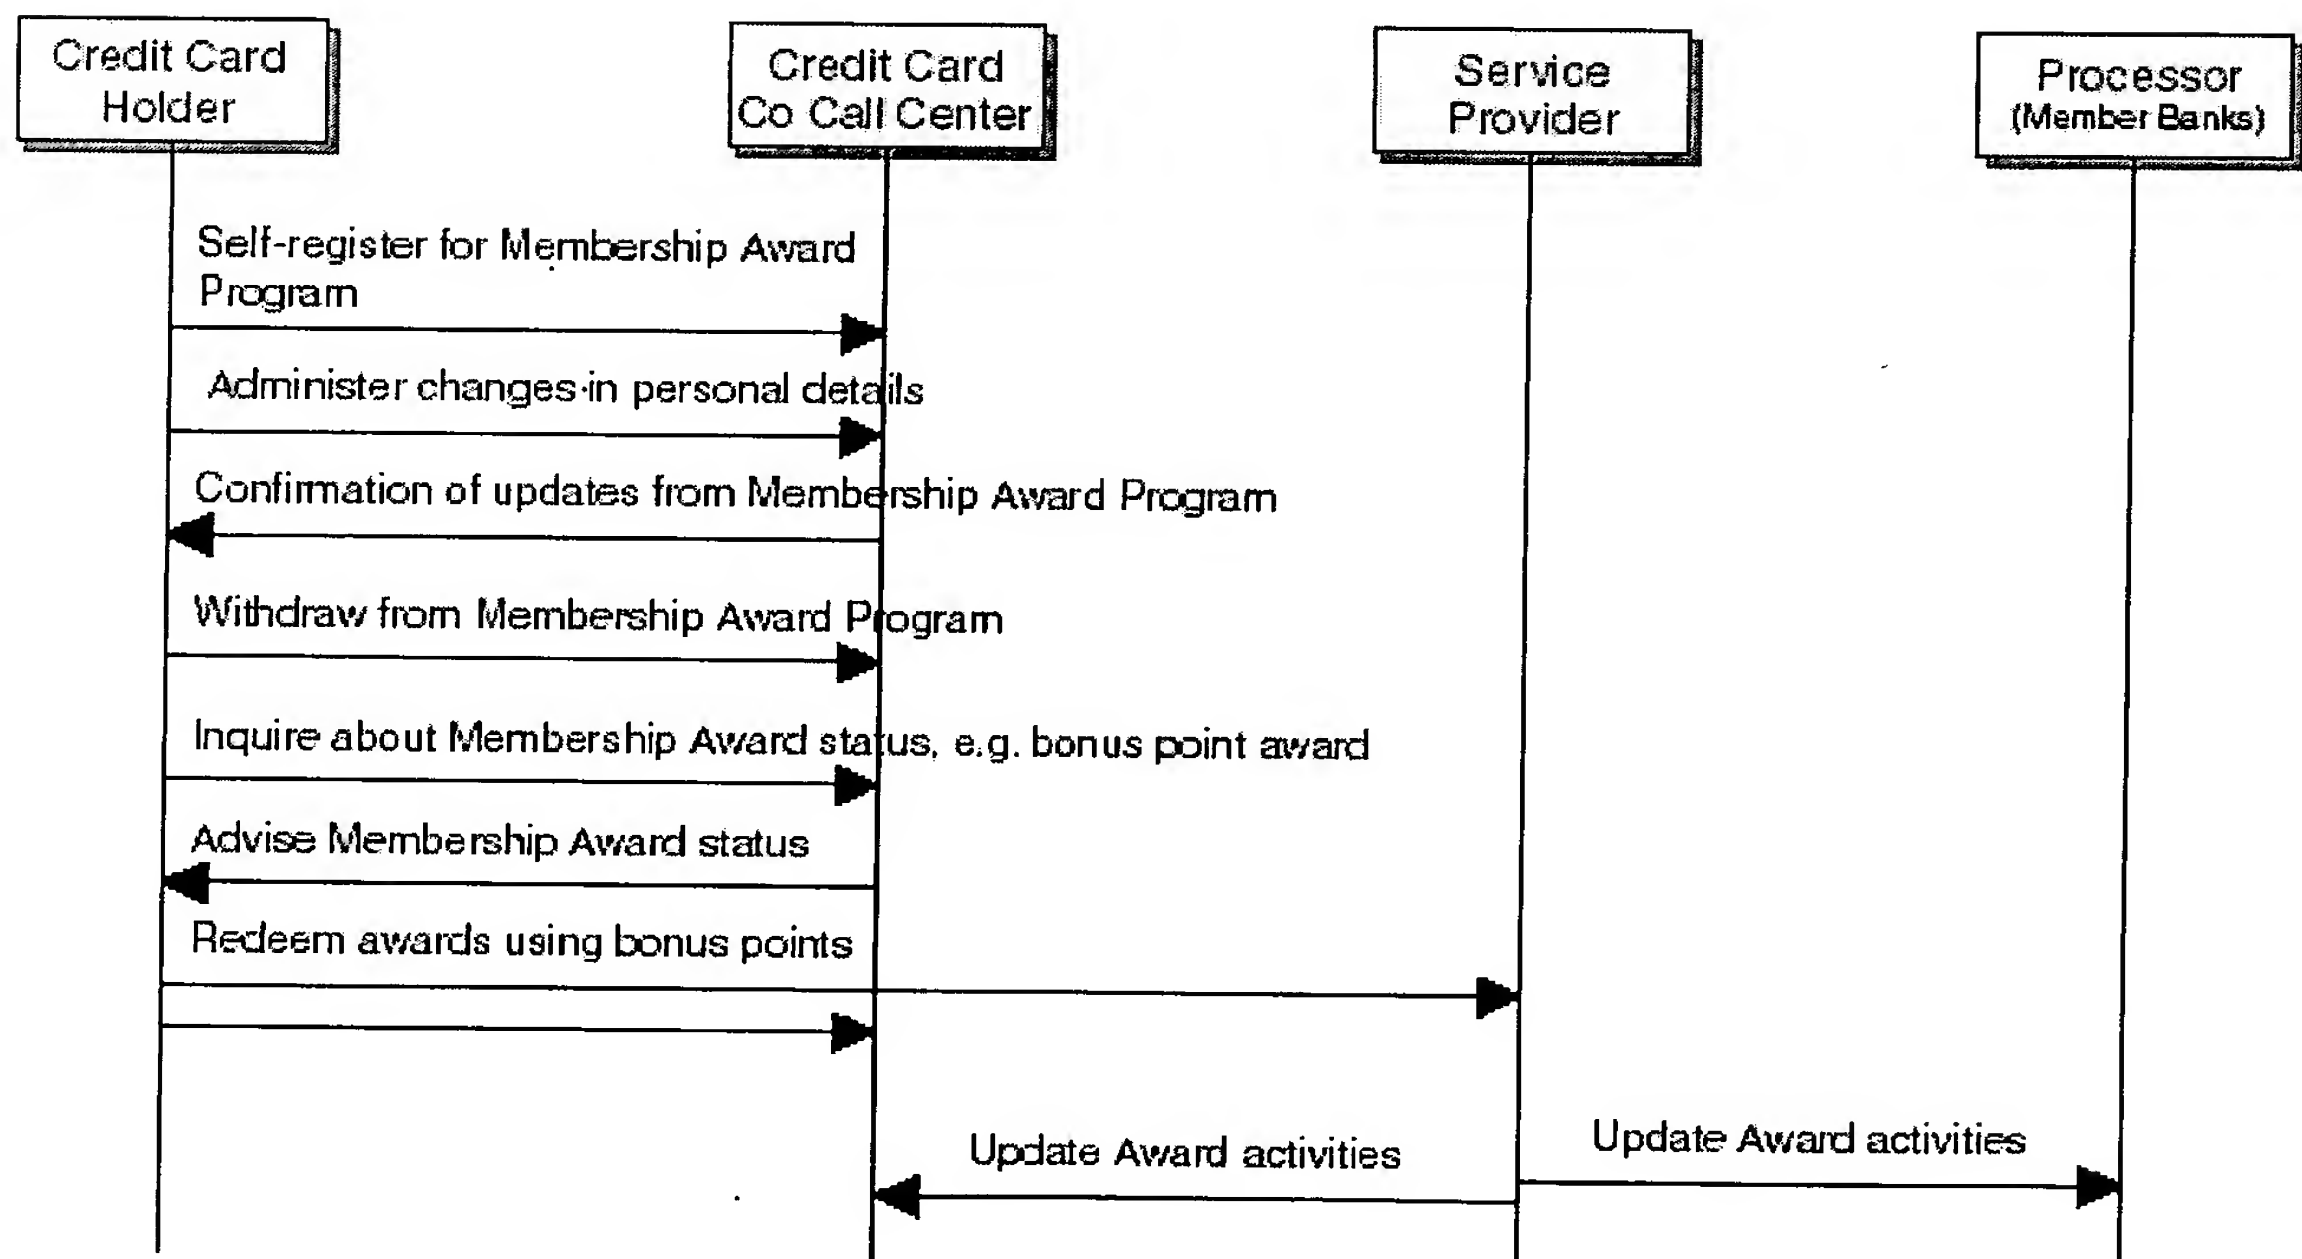 Credit Card
Holder
Credit Card
Co Call Center
Service
Provider
Processor
(Member Banks)
Self-register for Membership Award
Program
Administer changes in personal details
Confirmation of updates from Membership Award Program
Withdraw from Membership Award Program
Inquire about Membership Award status, e.g. bonus point award
Advise Membership Award status
Redeem awards using bonus points
Update Award activities
Update Award activities